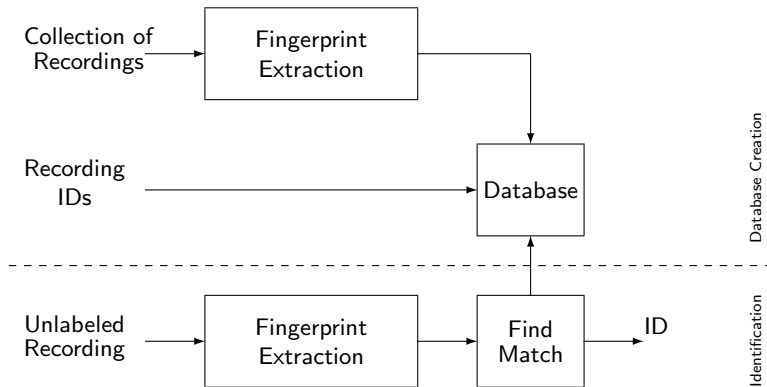 Collection of
Recordings
Fingerprint
Extraction
Recording
IDs
Database
Database Creation
Unlabeled
Recording
Fingerprint
Extraction
Find
Match
ID
Identification